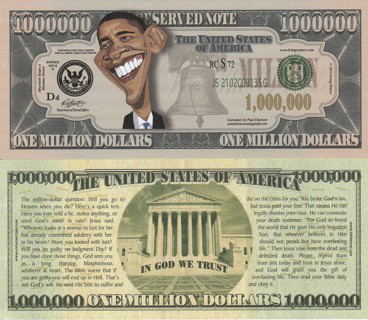 1000000 RESERVED NOTE 1000000
THE UNITED STATES
OF AMERICA
RC S 72
D4
1,000,000
ONE MILLION DOLLARS ONE MILLION DOLLARS
1,000,000 THE UNITED STATES OF AMERICA 1,000,000
The million-dollar question: Will you go to
Heaven when you die? Here's a quick test.
Have you ever told a lie, stolen anything, or
used God's name in vain? Jesus said,
"Whoever looks at a woman to lust for her
has already committed adultery with her
in his heart." Have you looked with lust?
Will you be guilty on Judgment Day? If
you have done those things, God sees you
as a lying, thieving, blasphemous,
adulterer at heart. The Bible warns that if
you are guilty you will end up in Hell. That's
not God's will. He sent His Son to suffer and
die on the cross for you. You broke God's law,
but Jesus paid your fine. That means He can
legally dismiss your case. He can commute
your death sentence: "For God so loved
the world that He gave His only begotten
Son, that whoever believes in Him
should not perish but have everlasting
life." Then Jesus rose from the dead and
defeated death. Please, repent (turn
from sin) today and trust in Jesus alone,
and God will grant you the gift of
everlasting life. Then read your Bible daily
and obey it.
IN GOD WE TRUST
1,000,000 ONE MILLION DOLLARS 1,000,000